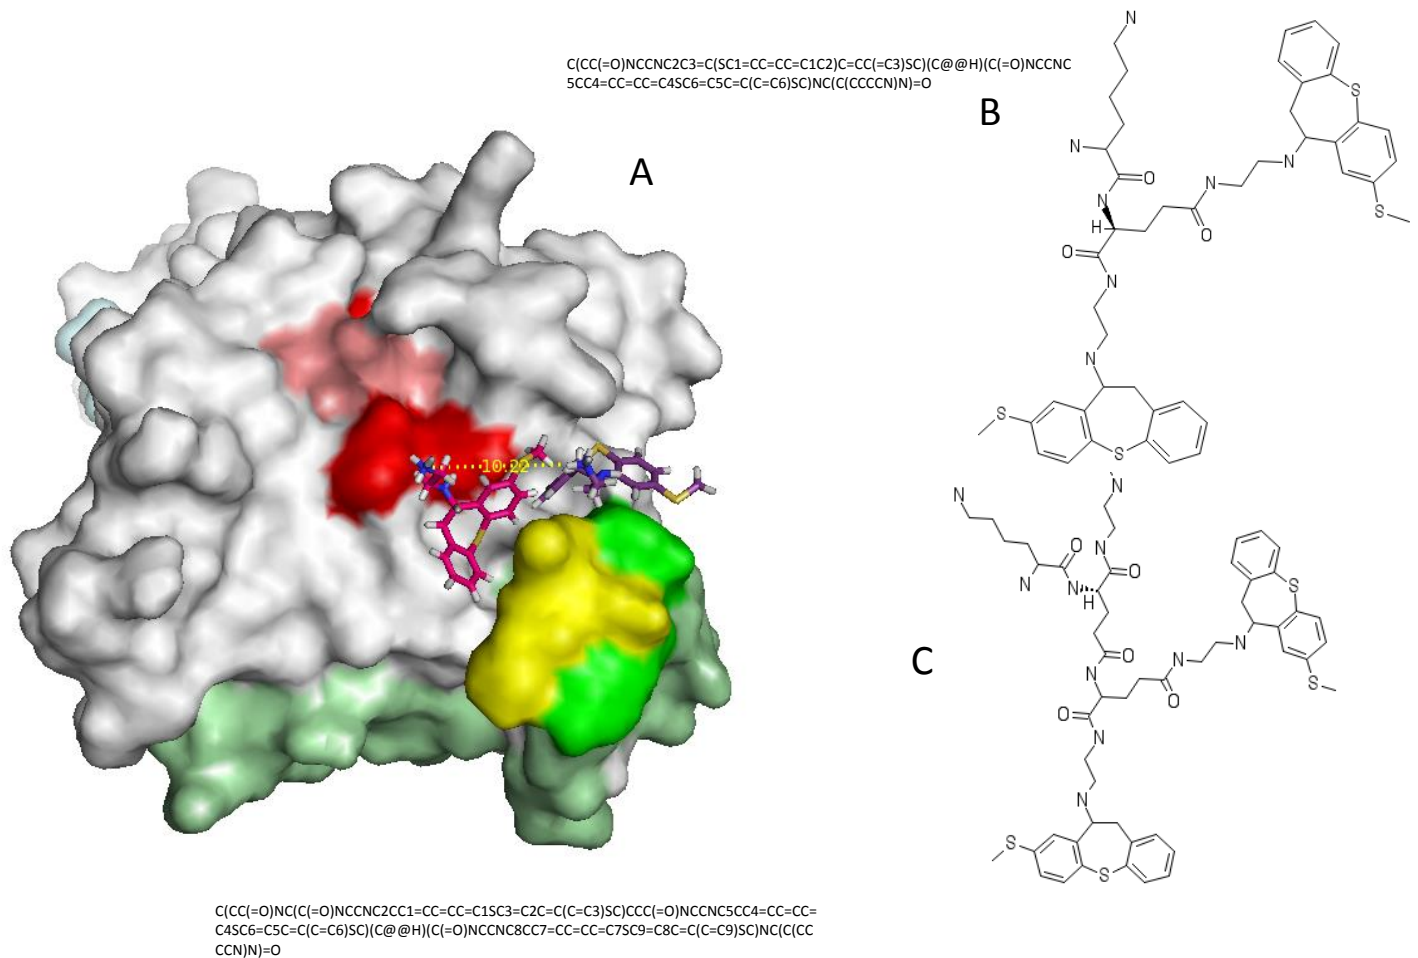 C(CC(=O)NCCNC2C3=C(SC1=CC=CC=C1C2)C=CC(=C3)SC)(C@@H)(C(=O)NCCNC
5CC4=CC=CC=C4SC6=C5C=C(C=C6)SC)NC(C(CCCCN)N)=O
A
B
N
N
O
N
H
O
N
N
S
S
N
N
O
N
S
S
10.22
C
N
N
O
N
H
N
N
O
O
N
O
N
N
N
O
N
S
S
N
S
S
C(CC(=O)NC(C(=O)NCCNC2CC1=CC=CC=C1SC3=C2C=C(C=C3)SC)CCC(=O)NCCNC5CC4=CC=CC=
C4SC6=C5C=C(C=C6)SC)(C@@H)(C(=O)NCCNC8CC7=CC=CC=C7SC9=C8C=C(C=C9)SC)NC(C(CC
CCN)N)=O